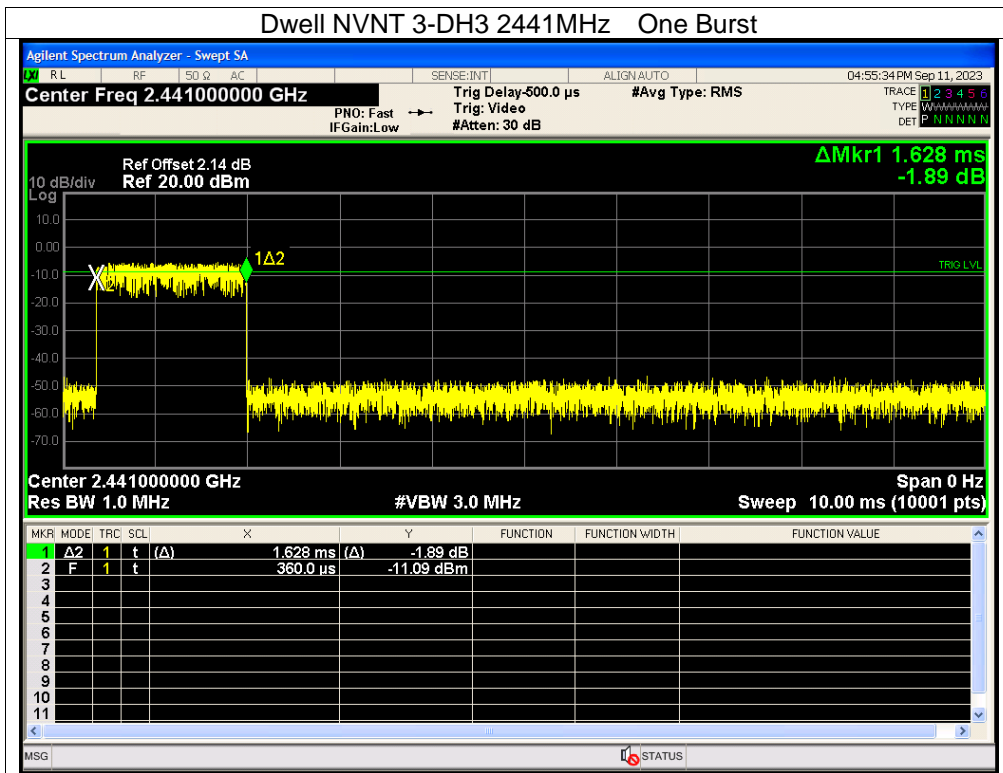 Dwell NVNT 3-DH3 2441MHz One Burst
Agilent Spectrum Analyzer - Swept SA
LXI RL RF 50 Ω AC SENSE:INT ALIGN AUTO 04:55:34 PM Sep 11, 2023
Center Freq 2.441000000 GHz Trig Delay-500.0 µs #Avg Type: RMS TRACE 1 2 3 4 5 6
PNO: Fast Trig: Video TYPE W
IFGain:Low #Atten: 30 dB DET P N N N N N
ΔMkr1 1.628 ms
Ref Offset 2.14 dB
10 dB/div Ref 20.00 dBm -1.89 dB
Log
10.0
0.00
1Δ2
TRIG LVL
-10.0
2
-20.0
-30.0
-40.0
-50.0
-60.0
-70.0
Center 2.441000000 GHz Span 0 Hz
Res BW 1.0 MHz #VBW 3.0 MHz Sweep 10.00 ms (10001 pts)
MKR MODE TRC SCL X Y FUNCTION FUNCTION WIDTH FUNCTION VALUE
1 Δ2 1 t (Δ) 1.628 ms (Δ) -1.89 dB
2 F 1 t 360.0 µs -11.09 dBm
3
4
5
6
7
8
9
10
11
MSG STATUS